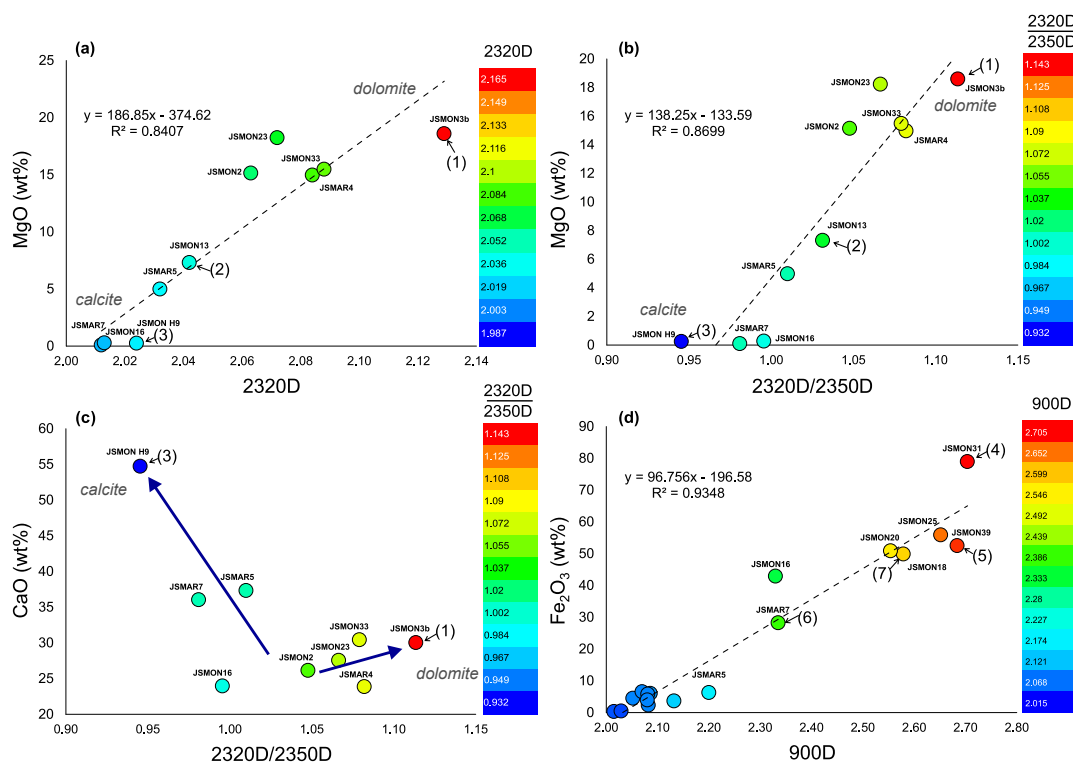 (a)
2320D
MgO (wt%)
25
20
15
10
5
0
y = 186.85x - 374.62
R² = 0.8407
dolomite
JSMON3b
(1)
JSMON23
JSMON2
JSMON33
JSMAR4
JSMON13
(2)
JSMAR5
calcite
JSMAR7
JSMON16
JSMON H9
(3)
2.00
2.02
2.04
2.06
2.08
2.10
2.12
2.14
2320D
2.165
2.149
2.133
2.116
2.1
2.084
2.068
2.052
2.036
2.019
2.003
1.987
(b)
2320D
2350D
MgO (wt%)
20
18
16
14
12
10
8
6
4
2
0
y = 138.25x - 133.59
R² = 0.8699
JSMON23
(1)
JSMON3b
dolomite
JSMON2
JSMON33
JSMAR4
JSMON13
(2)
JSMAR5
calcite
JSMON H9
(3)
JSMAR7
JSMON16
0.90
0.95
1.00
1.05
1.10
1.15
2320D/2350D
1.143
1.125
1.108
1.09
1.072
1.055
1.037
1.02
1.002
0.984
0.967
0.949
0.932
(c)
2320D
2350D
CaO (wt%)
60
55
50
45
40
35
30
25
20
JSMON H9
(3)
calcite
JSMAR7
JSMAR5
JSMON16
JSMON2
JSMON23
JSMON33
JSMAR4
JSMON3b
(1)
dolomite
0.90
0.95
1.00
1.05
1.10
1.15
2320D/2350D
1.143
1.125
1.108
1.09
1.072
1.055
1.037
1.02
1.002
0.984
0.967
0.949
0.932
(d)
900D
Fe₂O₃ (wt%)
90
80
70
60
50
40
30
20
10
0
y = 96.756x - 196.58
R² = 0.9348
JSMON31
(4)
JSMON25
JSMON20
JSMON39
(5)
(7)
JSMON18
JSMON16
JSMAR7
(6)
JSMAR5
2.00
2.10
2.20
2.30
2.40
2.50
2.60
2.70
2.80
900D
2.705
2.652
2.599
2.546
2.492
2.439
2.386
2.333
2.28
2.227
2.174
2.121
2.068
2.015